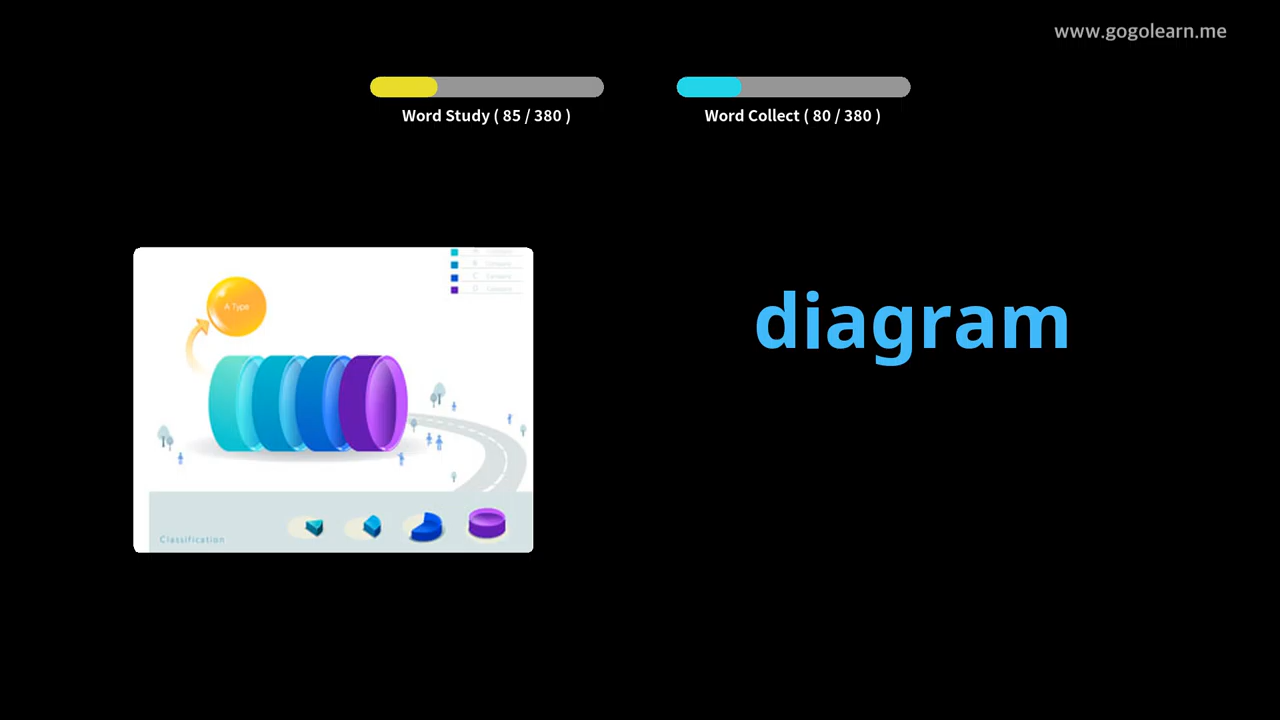 www.gogolearn.me
Word Study ( 85 / 380 )
Word Collect ( 80 / 380 )
A Type
B
C
D
diagram
Classification